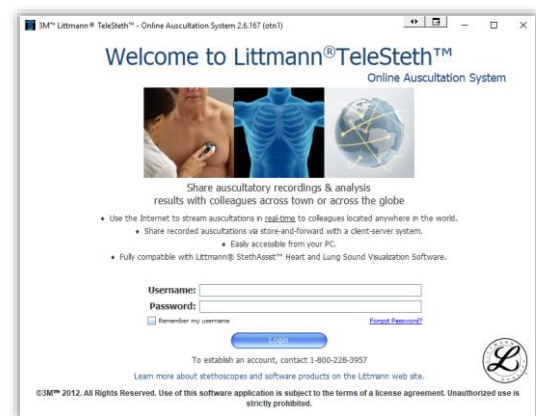 3M™ Littmann® TeleSteth™ - Online Auscultation System 2.6.167 (otn1)
Welcome to Littmann®TeleSteth™
Online Auscultation System
Share auscultatory recordings & analysis
results with colleagues across town or across the globe
♦ Use the Internet to stream auscultations in real-time to colleagues located anywhere in the world.
♦ Share recorded auscultations via store-and-forward with a client-server system.
♦ Easily accessible from your PC.
♦ Fully compatible with Littmann® StethAssist™ Heart and Lung Sound Visualization Software.
Username:
Password:
Remember my username Forgot Password?
Login
To establish an account, contact 1-800-228-3957
Learn more about stethoscopes and software products on the Littmann web site.
©3M™ 2012. All Rights Reserved. Use of this software application is subject to the terms of a license agreement. Unauthorized use is
strictly prohibited.